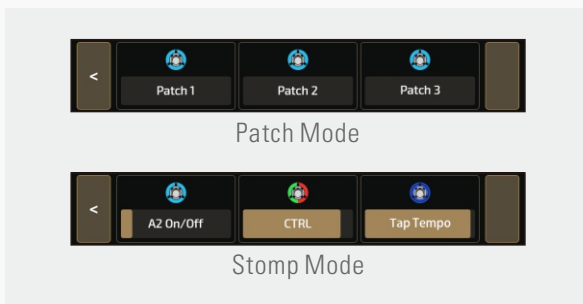 <
Patch 1
Patch 2
Patch 3
Patch Mode
<
A2 On/Off
CTRL
Tap Tempo
Stomp Mode